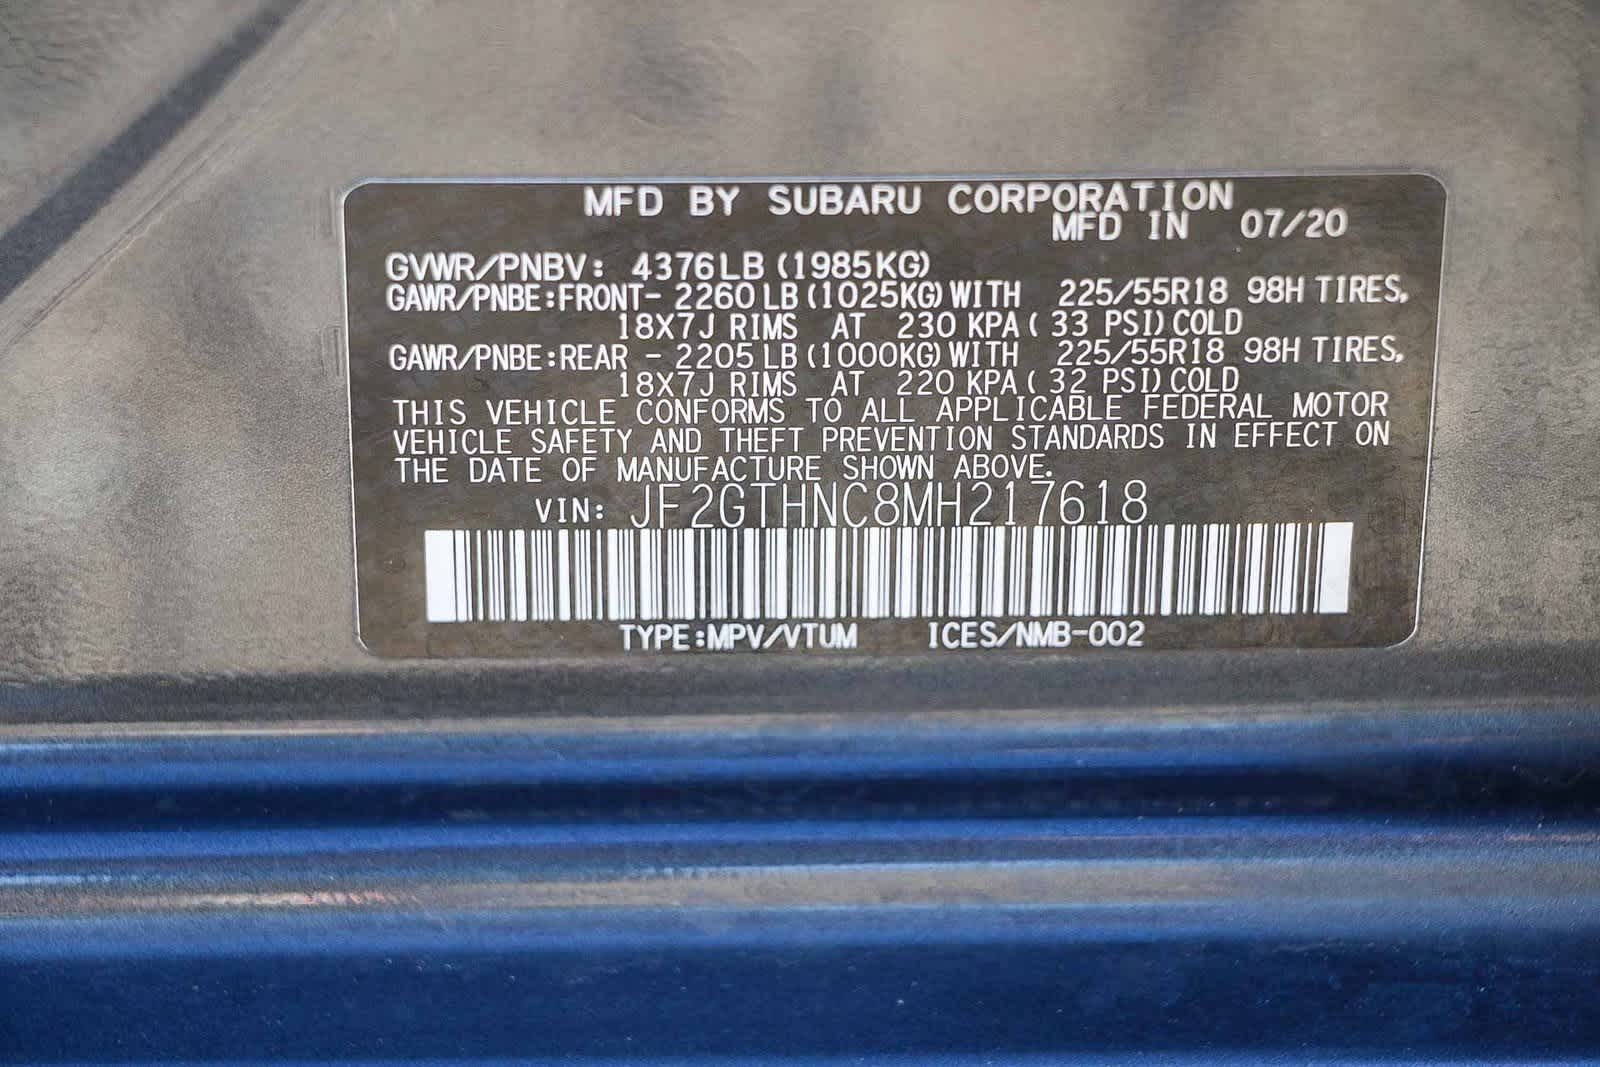 MFD BY SUBARU CORPORATION
MFD IN 07/20
GVWR/PNBV: 4376LB (1985KG)
GAWR/PNBE:FRONT- 2260LB (1025KG) WITH 225/55R18 98H TIRES,
18X7J RIMS AT 230 KPA ( 33 PSI) COLD
GAWR/PNBE:REAR - 2205LB (1000KG) WITH 225/55R18 98H TIRES,
18X7J RIMS AT 220 KPA ( 32 PSI) COLD
THIS VEHICLE CONFORMS TO ALL APPLICABLE FEDERAL MOTOR
VEHICLE SAFETY AND THEFT PREVENTION STANDARDS IN EFFECT ON
THE DATE OF MANUFACTURE SHOWN ABOVE.
VIN: JF2GTHNC8MH217618
TYPE:MPV/VTUM ICES/NMB-002